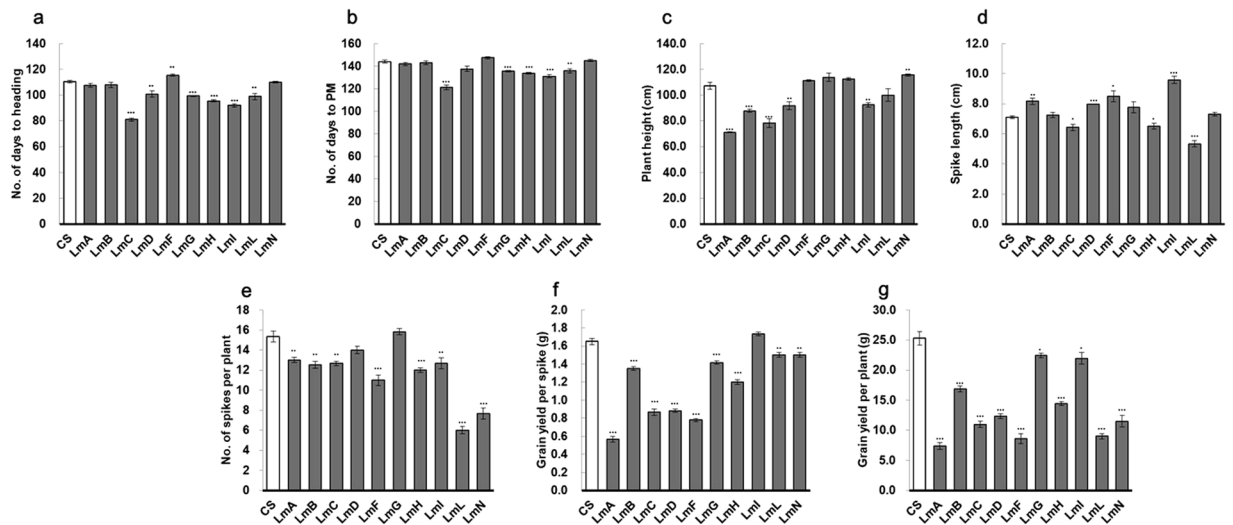 a
No. of days to heading
140
120
100
80
60
40
20
0
** *** ** *** *** *** **
CS LmA LmB LmC LmD LmF LmG LmH LmI LmL LmN
b
No. of days to PM
160
140
120
100
80
60
40
20
0
*** *** *** *** **
CS LmA LmB LmC LmD LmF LmG LmH LmI LmL LmN
c
Plant height (cm)
140.0
120.0
100.0
80.0
60.0
40.0
20.0
0.0
*** *** *** ** ** **
CS LmA LmB LmC LmD LmF LmG LmH LmI LmL LmN
d
Spike length (cm)
12.0
10.0
8.0
6.0
4.0
2.0
0.0
** * *** * * *** ***
CS LmA LmB LmC LmD LmF LmG LmH LmI LmL LmN
e
No. of spikes per plant
18
16
14
12
10
8
6
4
2
0
** ** ** *** *** ** *** ***
CS LmA LmB LmC LmD LmF LmG LmH LmI LmL LmN
f
Grain yield per spike (g)
2.0
1.8
1.6
1.4
1.2
1.0
0.8
0.6
0.4
0.2
0.0
*** *** *** *** *** *** *** ** **
CS LmA LmB LmC LmD LmF LmG LmH LmI LmL LmN
g
Grain yield per plant (g)
30.0
25.0
20.0
15.0
10.0
5.0
0.0
*** *** *** *** *** * *** * *** ***
CS LmA LmB LmC LmD LmF LmG LmH LmI LmL LmN